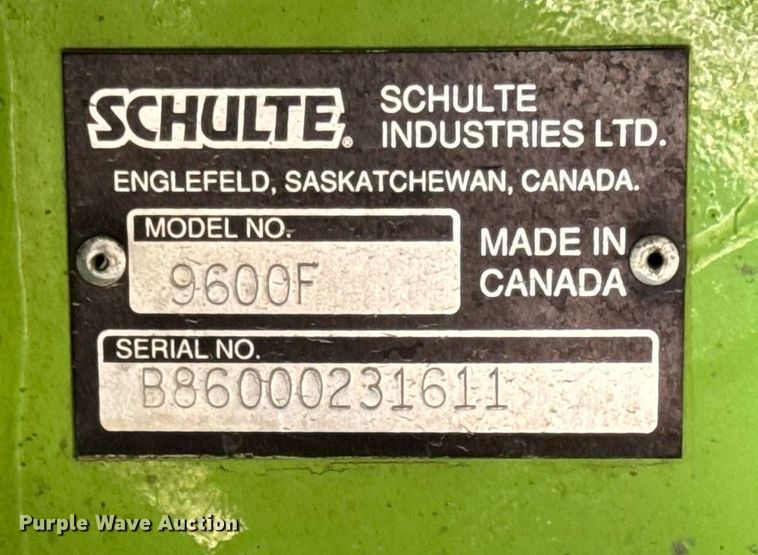 SCHULTE®
SCHULTE
INDUSTRIES LTD.
ENGLEFELD, SASKATCHEWAN, CANADA.
MODEL NO.
9600F
MADE IN
CANADA
SERIAL NO.
B86000231611
Purple Wave Auction